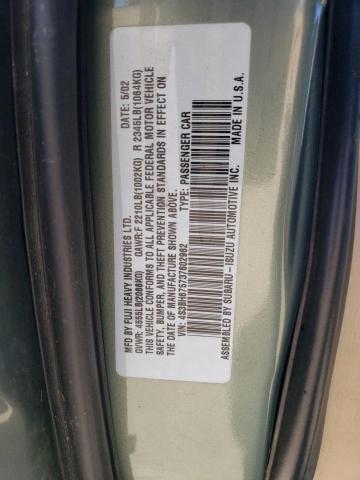 MFD BY FUJI HEAVY INDUSTRIES LTD. 5/02
GVWR: 4555LB(2066KG) GAWR:F 2210LB(1002KG) R 2345LB(1064KG)
THIS VEHICLE CONFORMS TO ALL APPLICABLE FEDERAL MOTOR VEHICLE
SAFETY, BUMPER, AND THEFT PREVENTION STANDARDS IN EFFECT ON
THE DATE OF MANUFACTURE SHOWN ABOVE.
VIN: 4S3BH875737602962 TYPE: PASSENGER CAR
ASSEMBLED BY SUBARU-ISUZU AUTOMOTIVE INC. MADE IN U.S.A.